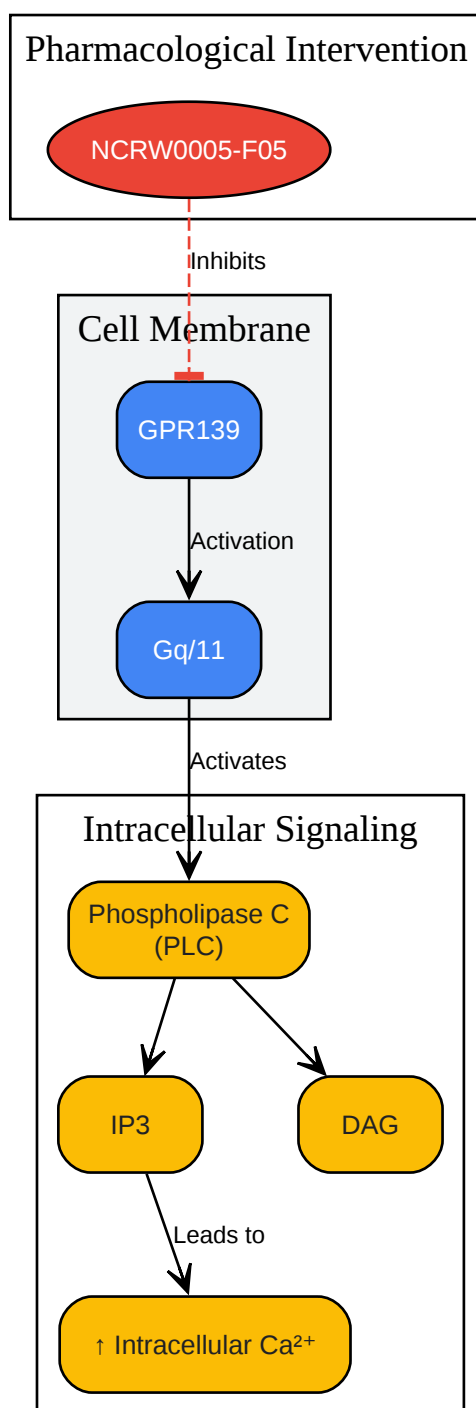 Pharmacological Intervention
NCRW0005-F05
Inhibits
Cell Membrane
GPR139
Activation
Gq/11
Activates
Intracellular Signaling
Phospholipase C
(PLC)
IP3
DAG
Leads to
↑ Intracellular Ca²⁺